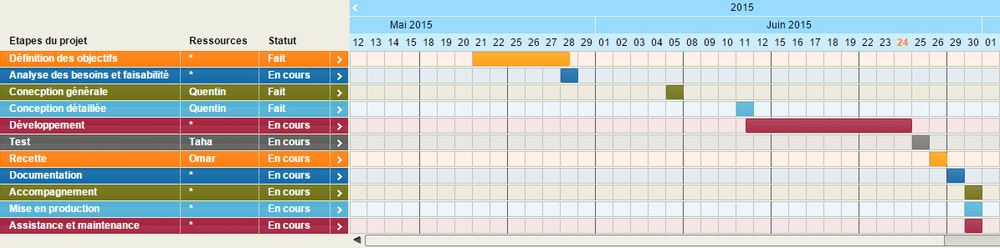 2015
Mai 2015 Juin 2015
Etapes du projet Ressources Statut 12 13 14 15 18 19 20 21 22 25 26 27 28 29 01 02 03 04 05 08 09 10 11 12 15 16 17 18 19 22 23 24 25 26 29 30 01
Définition des objectifs * Fait
Analyse des besoins et faisabilité * En cours
Conecption générale Quentin Fait
Conception détaillée Quentin Fait
Développement * En cours
Test Taha En cours
Recette Omar En cours
Documentation * En cours
Accompagnement * En cours
Mise en production * En cours
Assistance et maintenance * En cours